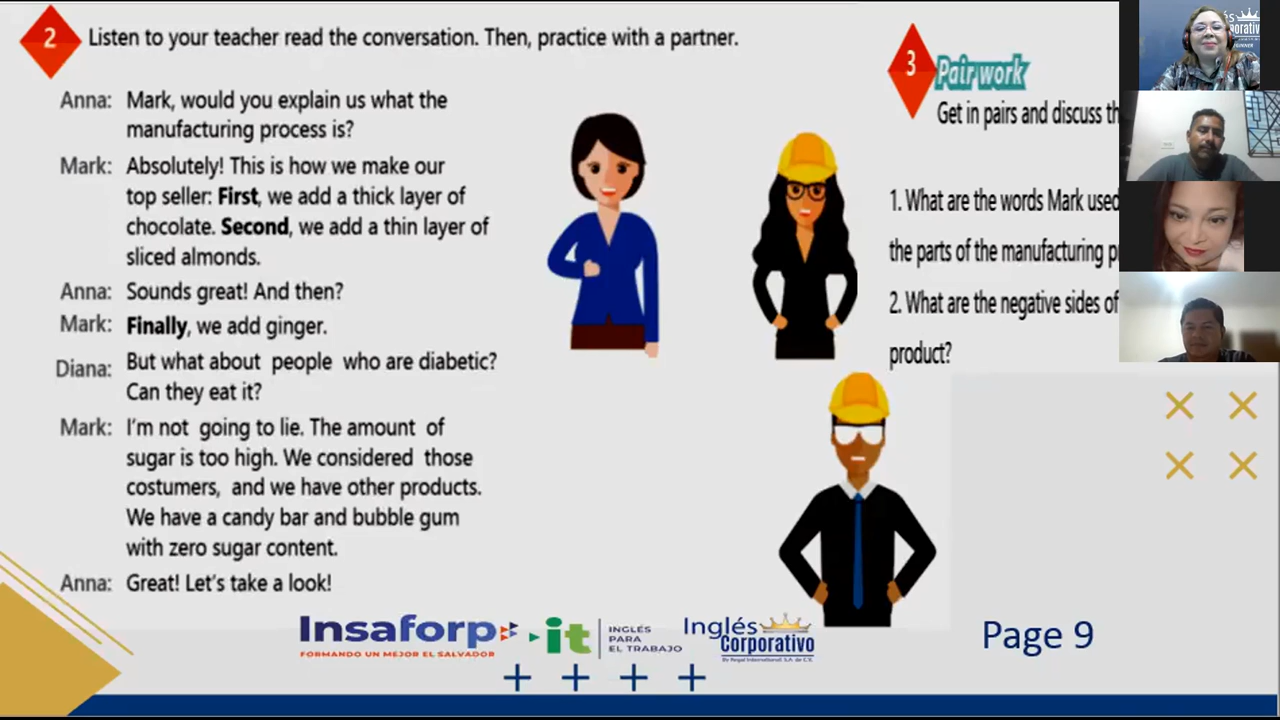 2
Listen to your teacher read the conversation. Then, practice with a partner.
Anna: Mark, would you explain us what the
manufacturing process is?
Mark: Absolutely! This is how we make our
top seller: First, we add a thick layer of
chocolate. Second, we add a thin layer of
sliced almonds.
Anna: Sounds great! And then?
Mark: Finally, we add ginger.
Diana: But what about people who are diabetic?
Can they eat it?
Mark: I'm not going to lie. The amount of
sugar is too high. We considered those
costumers, and we have other products.
We have a candy bar and bubble gum
with zero sugar content.
Anna: Great! Let's take a look!
3
Pair work
Get in pairs and discuss
1. What are the words Mark used
the parts of the manufacturing
2. What are the negative sides of
product?
Insaforp
FORMANDO UN MEJOR EL SALVADOR
it
INGLÉS
PARA
EL TRABAJO
Inglés
Corporativo
By Regal International, S.A. de C.V.
Page 9